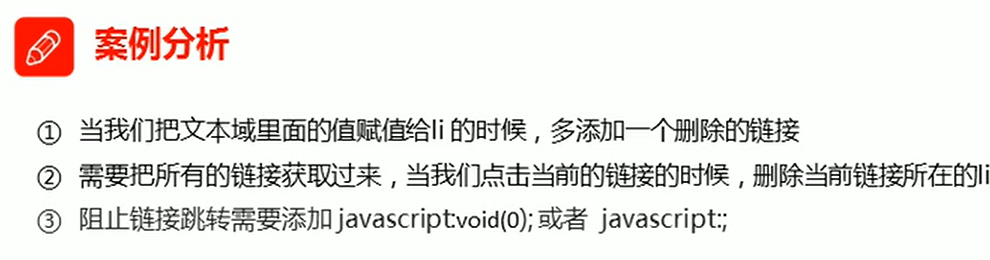 案例分析
① 当我们把文本域里面的值赋值给li 的时候，多添加一个删除的链接
② 需要把所有的链接获取过来，当我们点击当前的链接的时候，删除当前链接所在的li
③ 阻止链接跳转需要添加 javascript:void(0); 或者 javascript:;